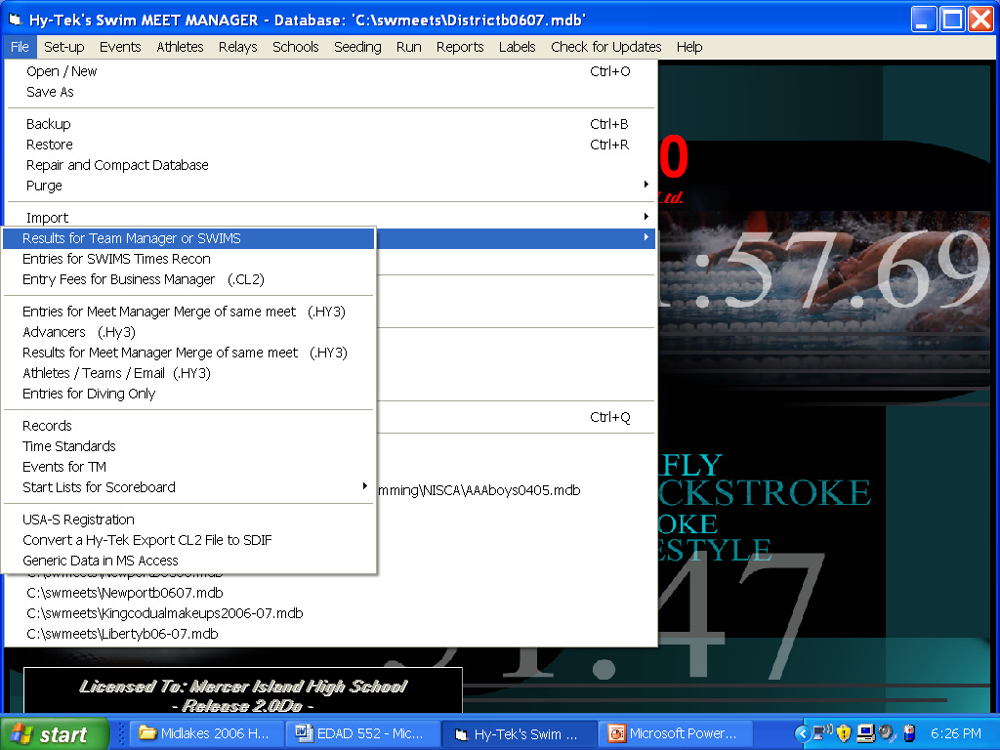 Hy-Tek's Swim MEET MANAGER - Database: 'C:\swmeets\Districtb0607.mdb'
File Set-up Events Athletes Relays Schools Seeding Run Reports Labels Check for Updates Help
Open / New Ctrl+O
Save As
Backup Ctrl+B
Restore Ctrl+R
Repair and Compact Database
Purge
Import
Results for Team Manager or SWIMS
Entries for SWIMS Times Recon
Entry Fees for Business Manager (.CL2)
Entries for Meet Manager Merge of same meet (.HY3)
Advancers (.Hy3)
Results for Meet Manager Merge of same meet (.HY3)
Athletes / Teams / Email (.HY3)
Entries for Diving Only
Ctrl+Q
Records
Time Standards
Events for TM
Start Lists for Scoreboard
mming\NISCA\AAAboys0405.mdb
USA-S Registration
Convert a Hy-Tek Export CL2 File to SDIF
Generic Data in MS Access
C:\swmeets\Newportb0607.mdb
C:\swmeets\Kingcodualmakeups2006-07.mdb
C:\swmeets\Libertyb06-07.mdb
0
Ltd.
:57.69
FLY
CKSTROKE
OKE
ESTYLE
31.47
Licensed To: Mercer Island High School
- Release 2.0Do -
start Midlakes 2006 H... EDAD 552 - Mic... Hy-Tek's Swim ... Microsoft Power... 6:26 PM